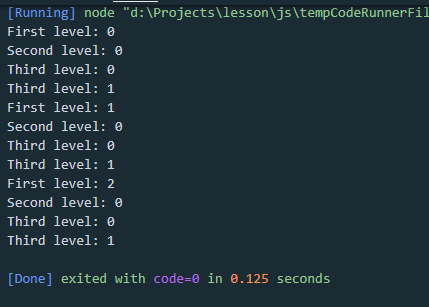 [Running] node "d:\Projects\lesson\js\tempCodeRunnerFil
First level: 0
Second level: 0
Third level: 0
Third level: 1
First level: 1
Second level: 0
Third level: 0
Third level: 1
First level: 2
Second level: 0
Third level: 0
Third level: 1
[Done] exited with code=0 in 0.125 seconds